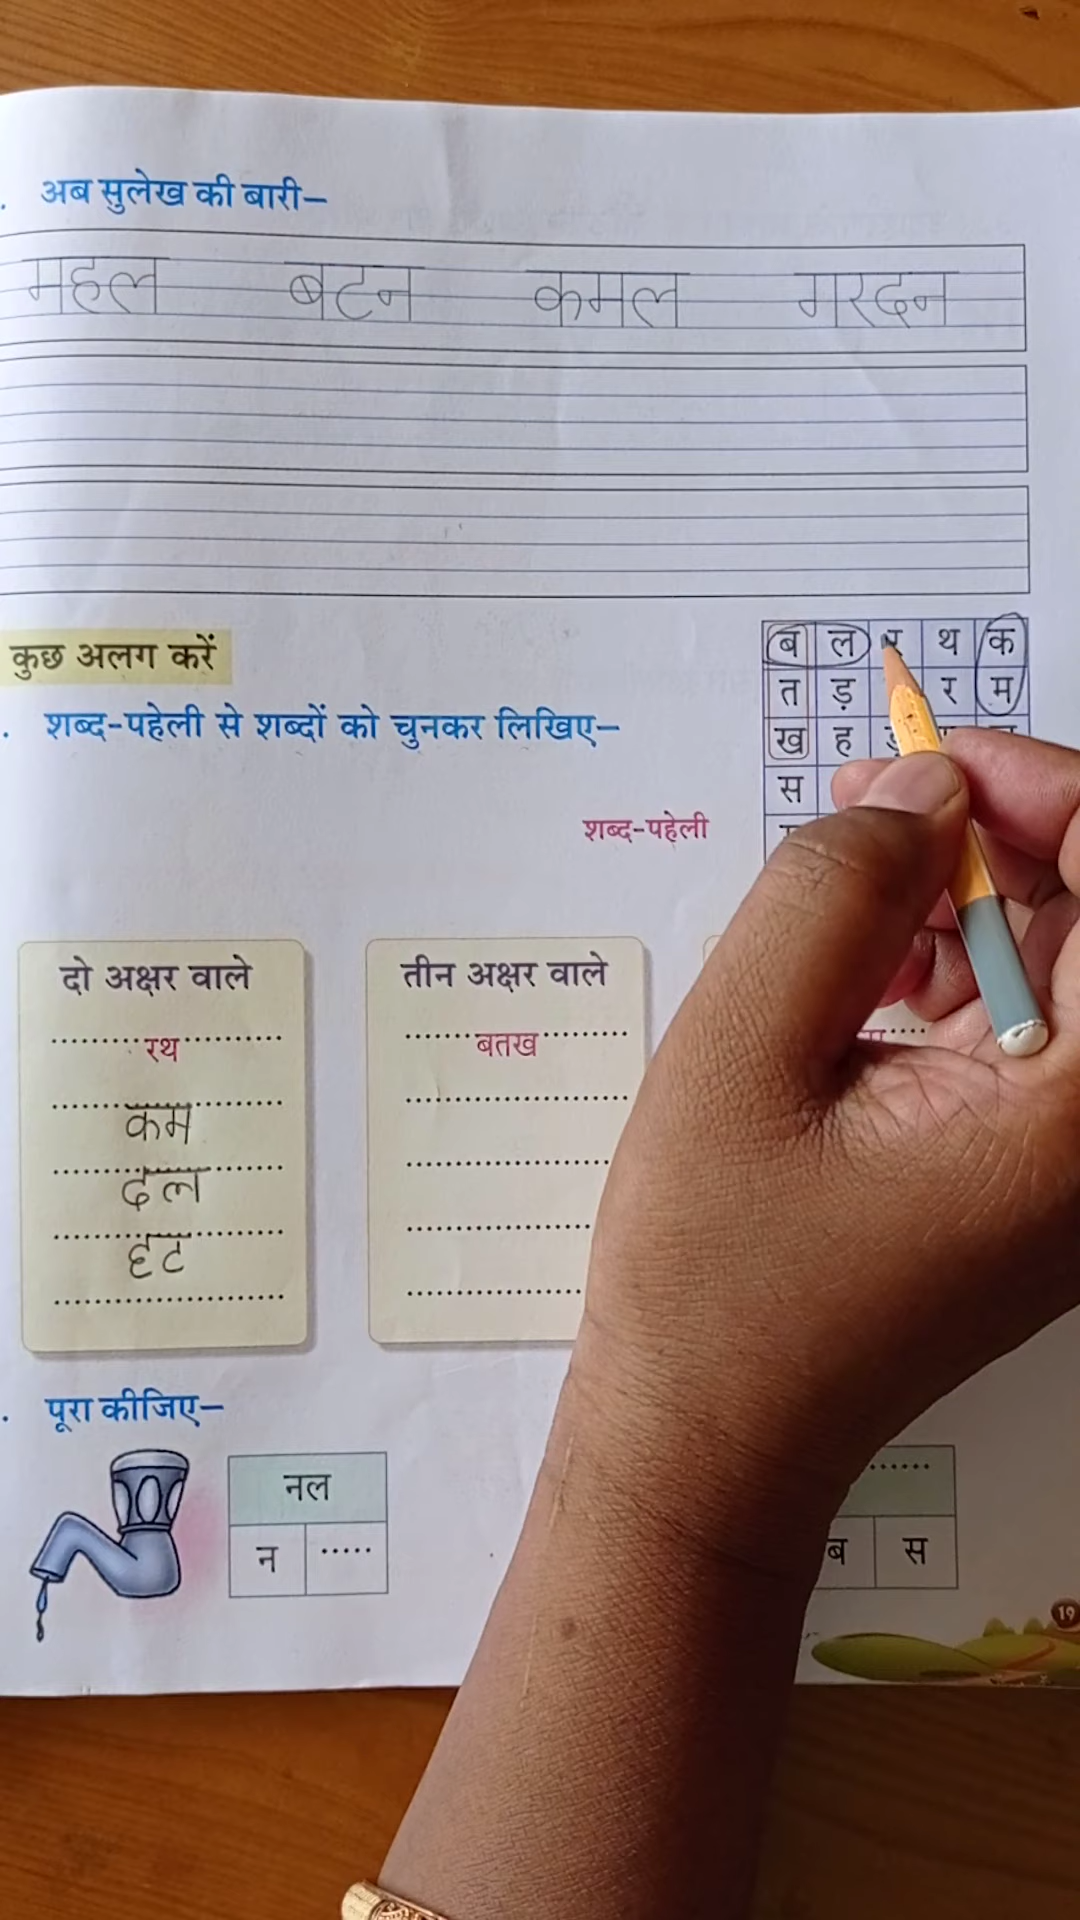 अब सुलेख की बारी–
महल बटन कमल गरदन
कुछ अलग करें
शब्द-पहेली से शब्दों को चुनकर लिखिए–
ब ल र थ क
त ड़ र म
ख ह
स
शब्द-पहेली
दो अक्षर वाले
रथ
कम
दल
हट
तीन अक्षर वाले
बतख
पूरा कीजिए–
नल
न .....
ब स
19